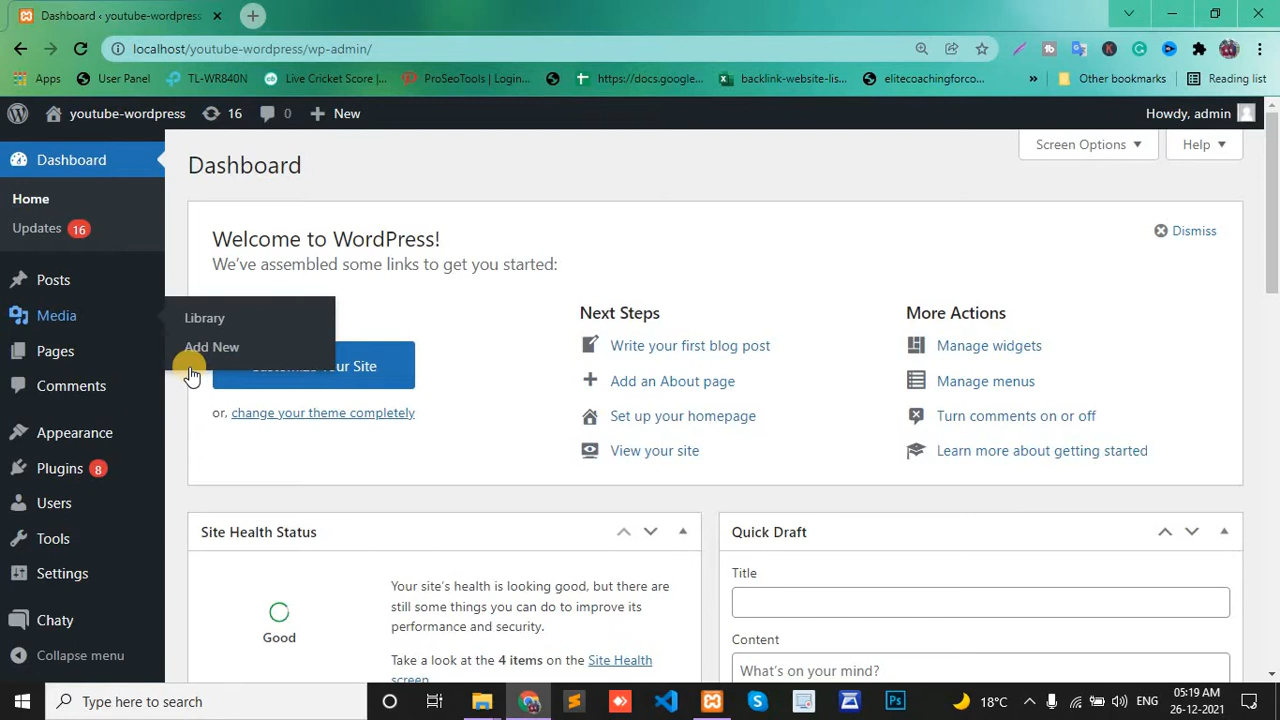 Dashboard ‹ youtube-wordpress
localhost/youtube-wordpress/wp-admin/
Apps User Panel TL-WR840N Live Cricket Score |... ProSeoTools | Login... https://docs.google... backlink-website-lis... elitecoachingforco... » Other bookmarks Reading list
youtube-wordpress 16 0 New Howdy, admin
Dashboard
Home
Updates 16
Posts
Media
Pages
Comments
Appearance
Plugins 8
Users
Tools
Settings
Chaty
Collapse menu
Library
Add New
Screen Options Help
Dashboard
Welcome to WordPress!
We've assembled some links to get you started:
Dismiss
Your Site
or, change your theme completely
Next Steps
Write your first blog post
Add an About page
Set up your homepage
View your site
More Actions
Manage widgets
Manage menus
Turn comments on or off
Learn more about getting started
Site Health Status
Good
Your site's health is looking good, but there are
still some things you can do to improve its
performance and security.
Take a look at the 4 items on the Site Health
screen.
Quick Draft
Title
Content
What's on your mind?
Type here to search
18°C ENG 05:19 AM
26-12-2021